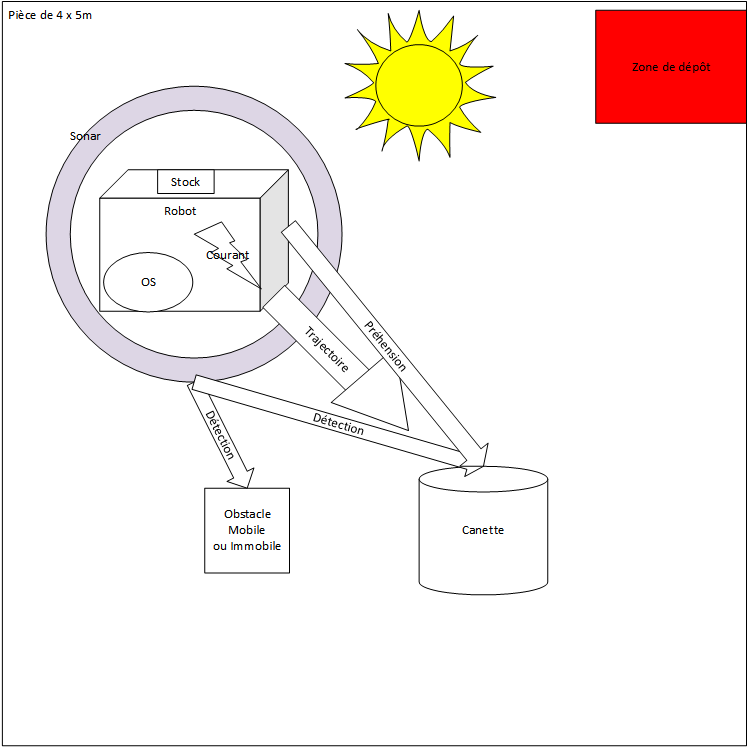 Pièce de 4 x 5m
Zone de dépôt
Sonar
Stock
Robot
Courant
OS
Trajectoire
Préhension
Détection
Détection
Obstacle
Mobile
ou Immobile
Canette